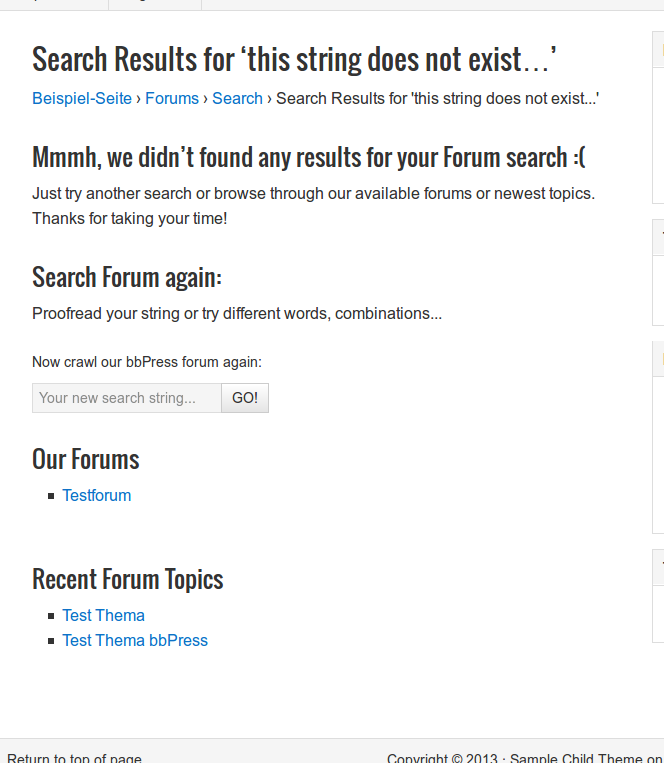 Search Results for ‘this string does not exist…’
Beispiel-Seite › Forums › Search › Search Results for 'this string does not exist...'
Mmmh, we didn’t found any results for your Forum search :(
Just try another search or browse through our available forums or newest topics.
Thanks for taking your time!
Search Forum again:
Proofread your string or try different words, combinations...
Now crawl our bbPress forum again:
Your new search string... GO!
Our Forums
Testforum
Recent Forum Topics
Test Thema
Test Thema bbPress
Return to top of page Copyright © 2013 · Sample Child Theme on